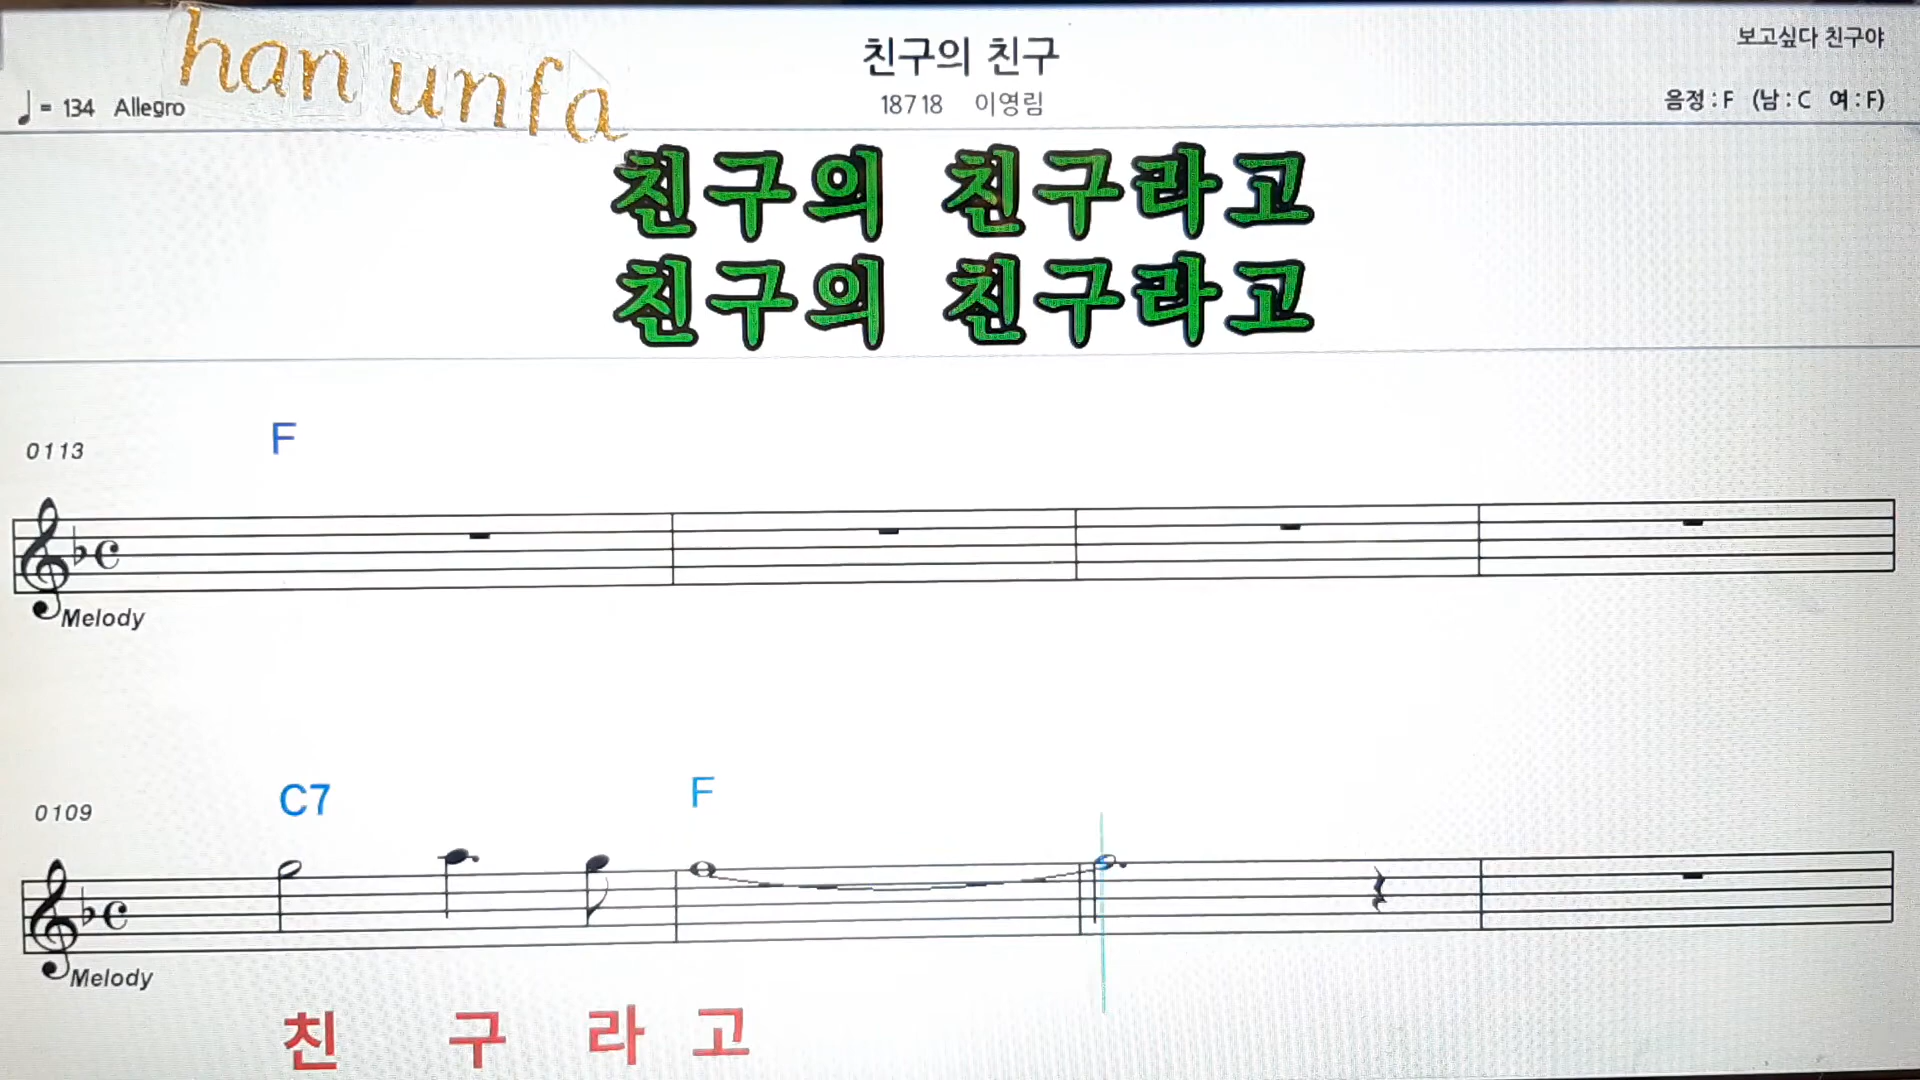 han unfa
친구의 친구
보고싶다 친구야
♩= 134 Allegro
18718 이영림
음정 : F (남 : C 여 : F)
친구의 친구라고
친구의 친구라고
F
0113
Melody
C7 F
0109
Melody
친 구 라 고